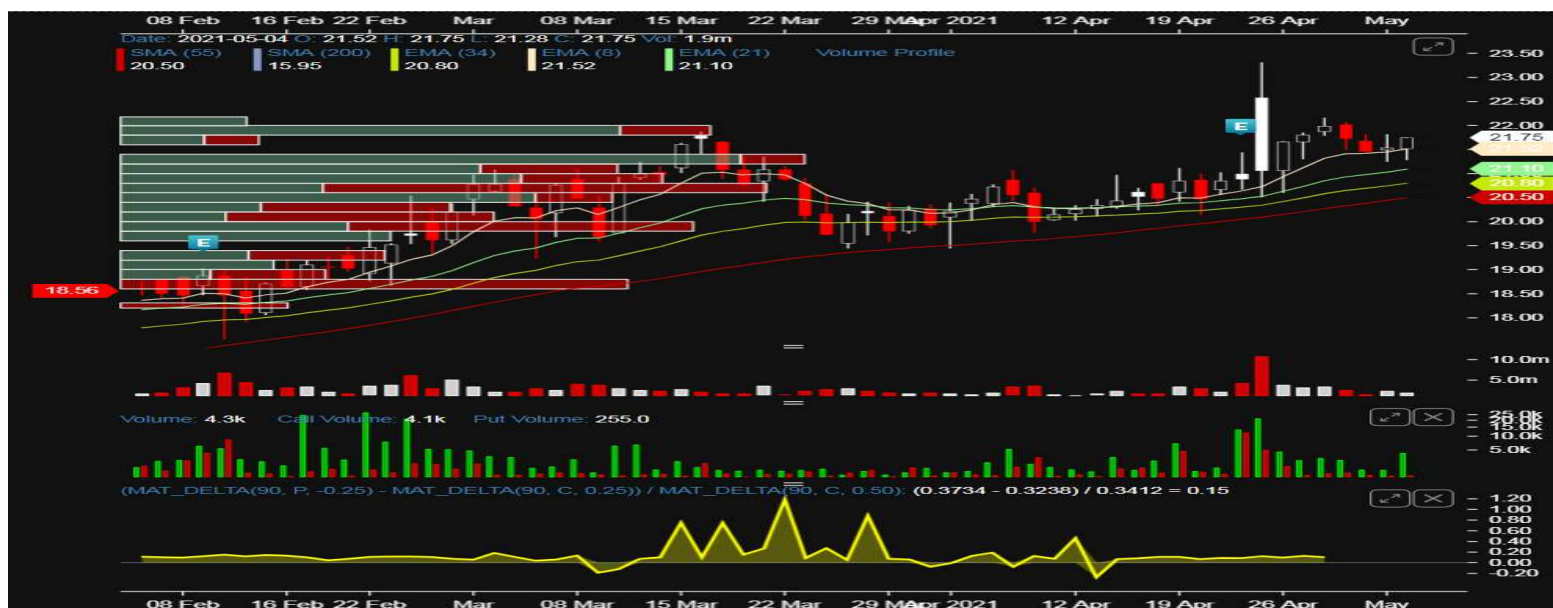 08 Feb 16 Feb 22 Feb Mar 08 Mar 15 Mar 22 Mar 29 Mar Apr 2021 12 Apr 19 Apr 26 Apr May
Date: 2021-05-04 O: 21.52 H: 21.75 L: 21.28 C: 21.75 Vol: 1.9m
SMA (55) SMA (200) EMA (34) EMA (8) EMA (21) Volume Profile
20.50 15.95 20.80 21.52 21.10
23.50
23.00
22.50
22.00
21.75
21.10
20.80
20.50
20.00
19.50
19.00
18.50
18.00
E
E
18.56
10.0m
5.0m
Volume: 4.3k Call Volume: 4.1k Put Volume: 255.0
25.0k
20.0k
15.0k
10.0k
5.0k
(MAT_DELTA(90, P, -0.25) - MAT_DELTA(90, C, 0.25)) / MAT_DELTA(90, C, 0.50): (0.3734 - 0.3238) / 0.3412 = 0.15
1.20
1.00
0.80
0.60
0.40
0.20
0.00
-0.20
08 Feb 16 Feb 22 Feb Mar 08 Mar 15 Mar 22 Mar 29 Mar Apr 2021 12 Apr 19 Apr 26 Apr May